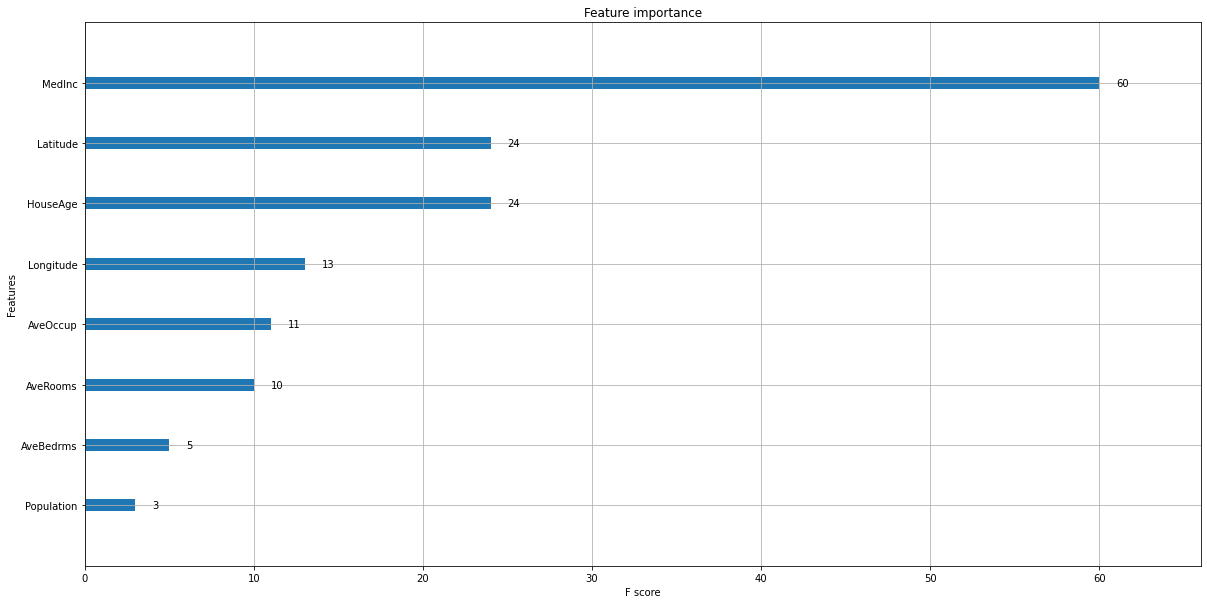 Feature importance
Features
MedInc 60
Latitude 24
HouseAge 24
Longitude 13
AveOccup 11
AveRooms 10
AveBedrms 5
Population 3
0 10 20 30 40 50 60
F score